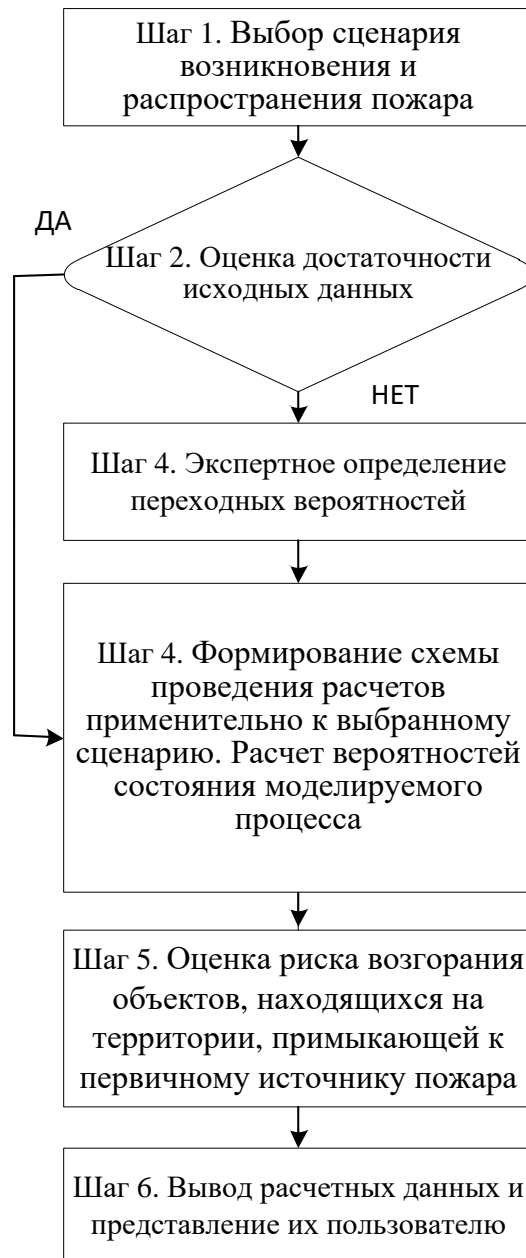 Шаг 1. Выбор сценария
возникновения и
распространения пожара
ДА
Шаг 2. Оценка достаточности
исходных данных
НЕТ
Шаг 4. Экспертное определение
переходных вероятностей
Шаг 4. Формирование схемы
проведения расчетов
применительно к выбранному
сценарию. Расчет вероятностей
состояния моделируемого
процесса
Шаг 5. Оценка риска возгорания
объектов, находящихся на
территории, примыкающей к
первичному источнику пожара
Шаг 6. Вывод расчетных данных и
представление их пользователю